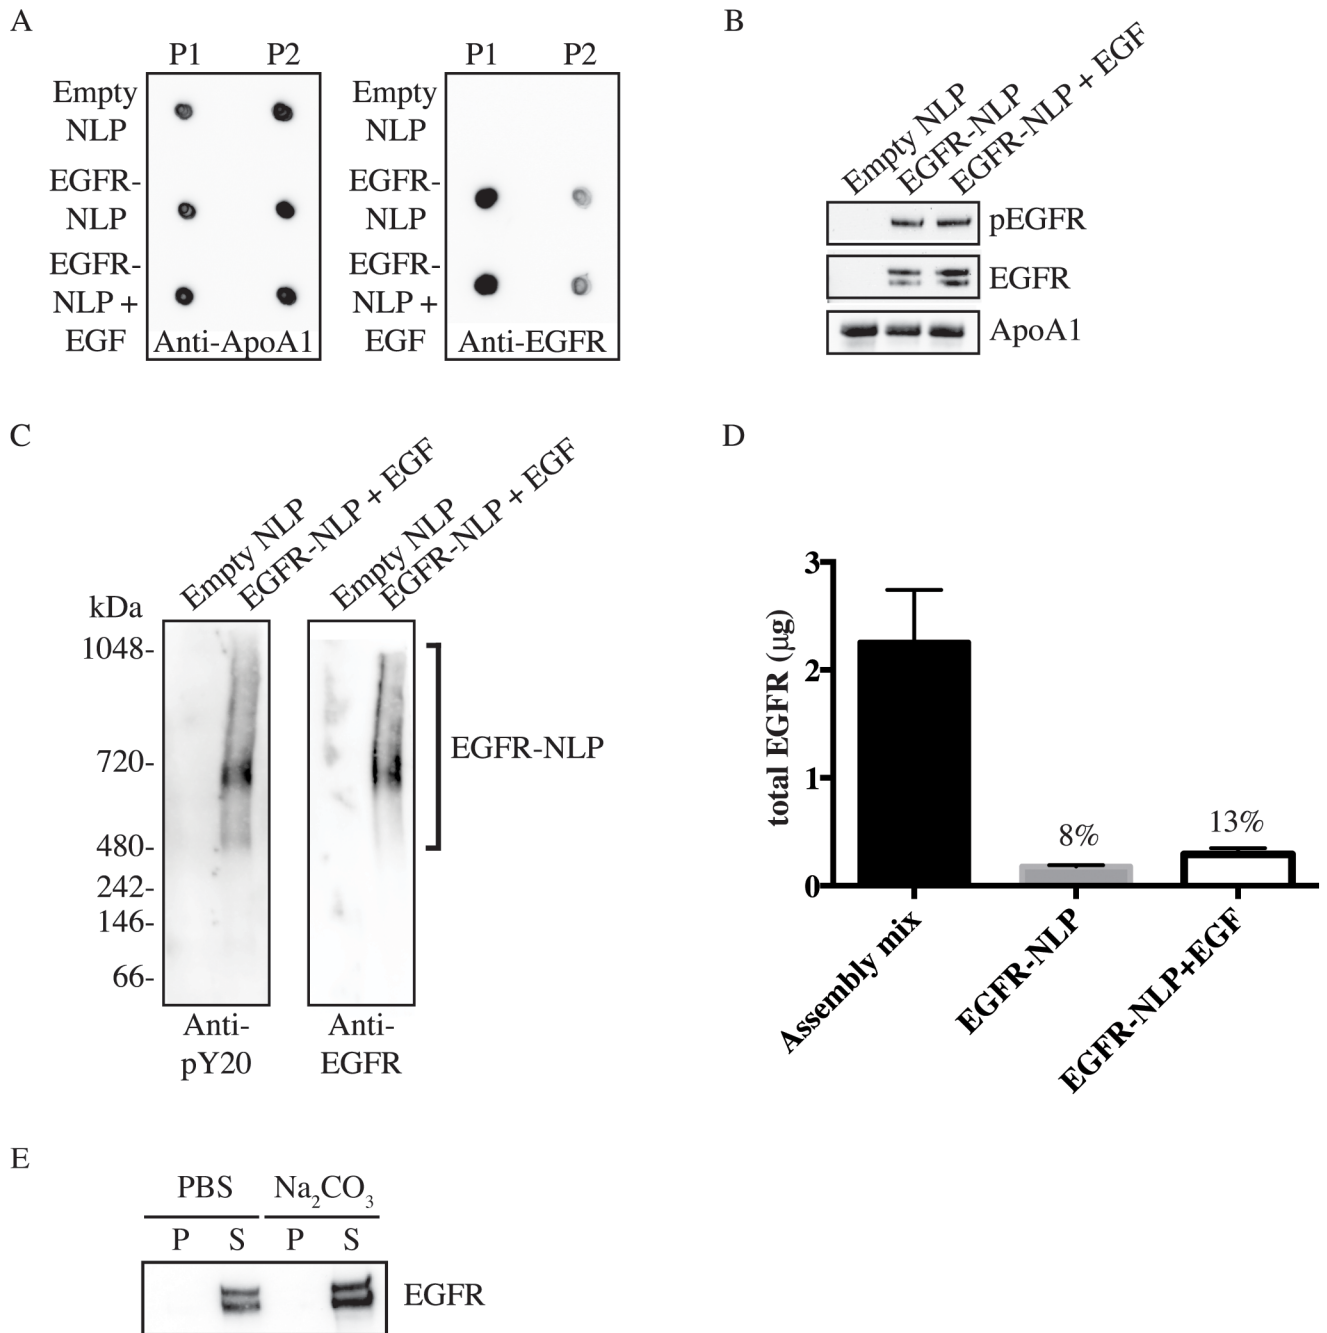 A
P1 P2
Empty
NLP
EGFR-
NLP
EGFR-
NLP +
EGF
Anti-ApoA1
P1 P2
Empty
NLP
EGFR-
NLP
EGFR-
NLP +
EGF
Anti-EGFR
B
Empty NLP
EGFR-NLP
EGFR-NLP + EGF
pEGFR
EGFR
ApoA1
C
Empty NLP
EGFR-NLP + EGF
Empty NLP
EGFR-NLP + EGF
kDa
1048-
720-
480-
242-
146-
66-
EGFR-NLP
Anti-
pY20
Anti-
EGFR
D
total EGFR (µg)
3
2
1
0
8%
13%
Assembly mix
EGFR-NLP
EGFR-NLP+EGF
E
PBS Na₂CO₃
P S P S
EGFR